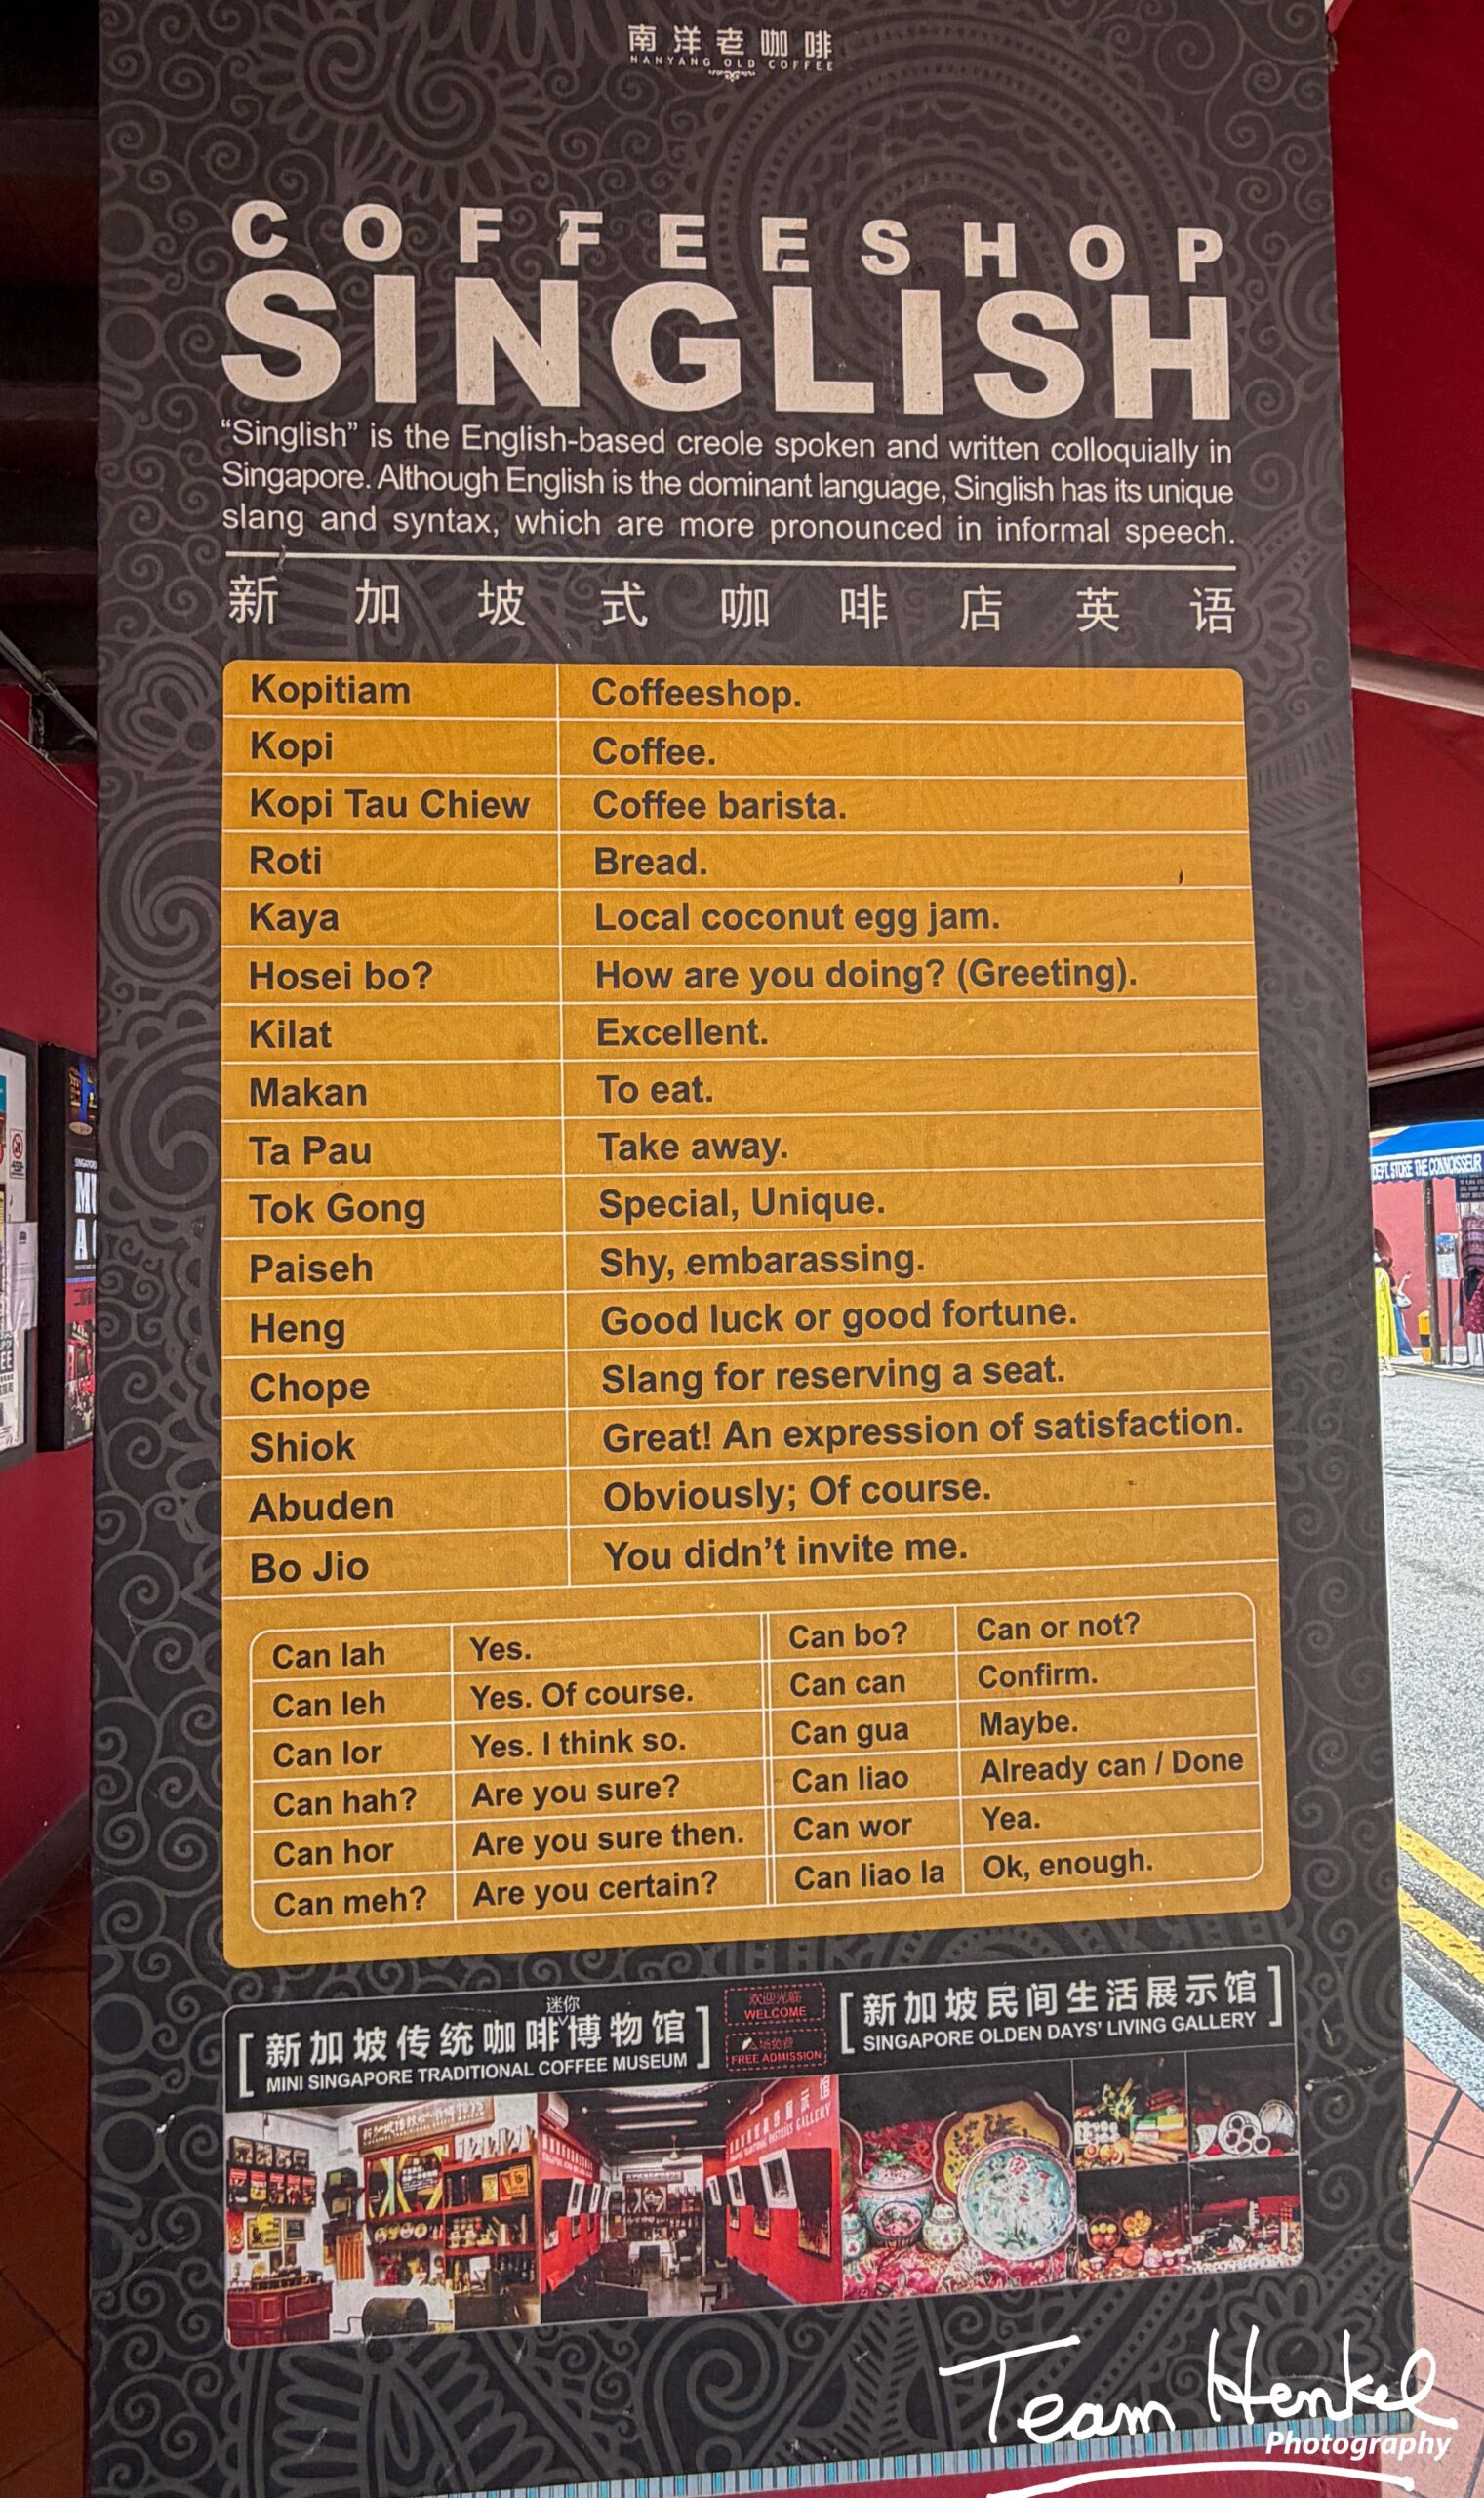 南洋老咖啡
NANYANG OLD COFFEE
COFFEESHOP
SINGLISH
“Singlish” is the English-based creole spoken and written colloquially in
Singapore. Although English is the dominant language, Singlish has its unique
slang and syntax, which are more pronounced in informal speech.
新加坡式咖啡店英语
Kopitiam Coffeeshop.
Kopi Coffee.
Kopi Tau Chiew Coffee barista.
Roti Bread.
Kaya Local coconut egg jam.
Hosei bo? How are you doing? (Greeting).
Kilat Excellent.
Makan To eat.
Ta Pau Take away.
Tok Gong Special, Unique.
Paiseh Shy, embarassing.
Heng Good luck or good fortune.
Chope Slang for reserving a seat.
Shiok Great! An expression of satisfaction.
Abuden Obviously; Of course.
Bo Jio You didn’t invite me.
Can lah Yes. Can bo? Can or not?
Can leh Yes. Of course. Can can Confirm.
Can lor Yes. I think so. Can gua Maybe.
Can hah? Are you sure? Can liao Already can / Done
Can hor Are you sure then. Can wor Yea.
Can meh? Are you certain? Can liao la Ok, enough.
迷你
[新加坡传统咖啡博物馆]
MINI SINGAPORE TRADITIONAL COFFEE MUSEUM
欢迎光临
WELCOME
FREE ADMISSION
[新加坡民间生活展示馆]
SINGAPORE OLDEN DAYS’ LIVING GALLERY
DEPT. STORE THE CONNOISSEUR
Team Henkel
Photography